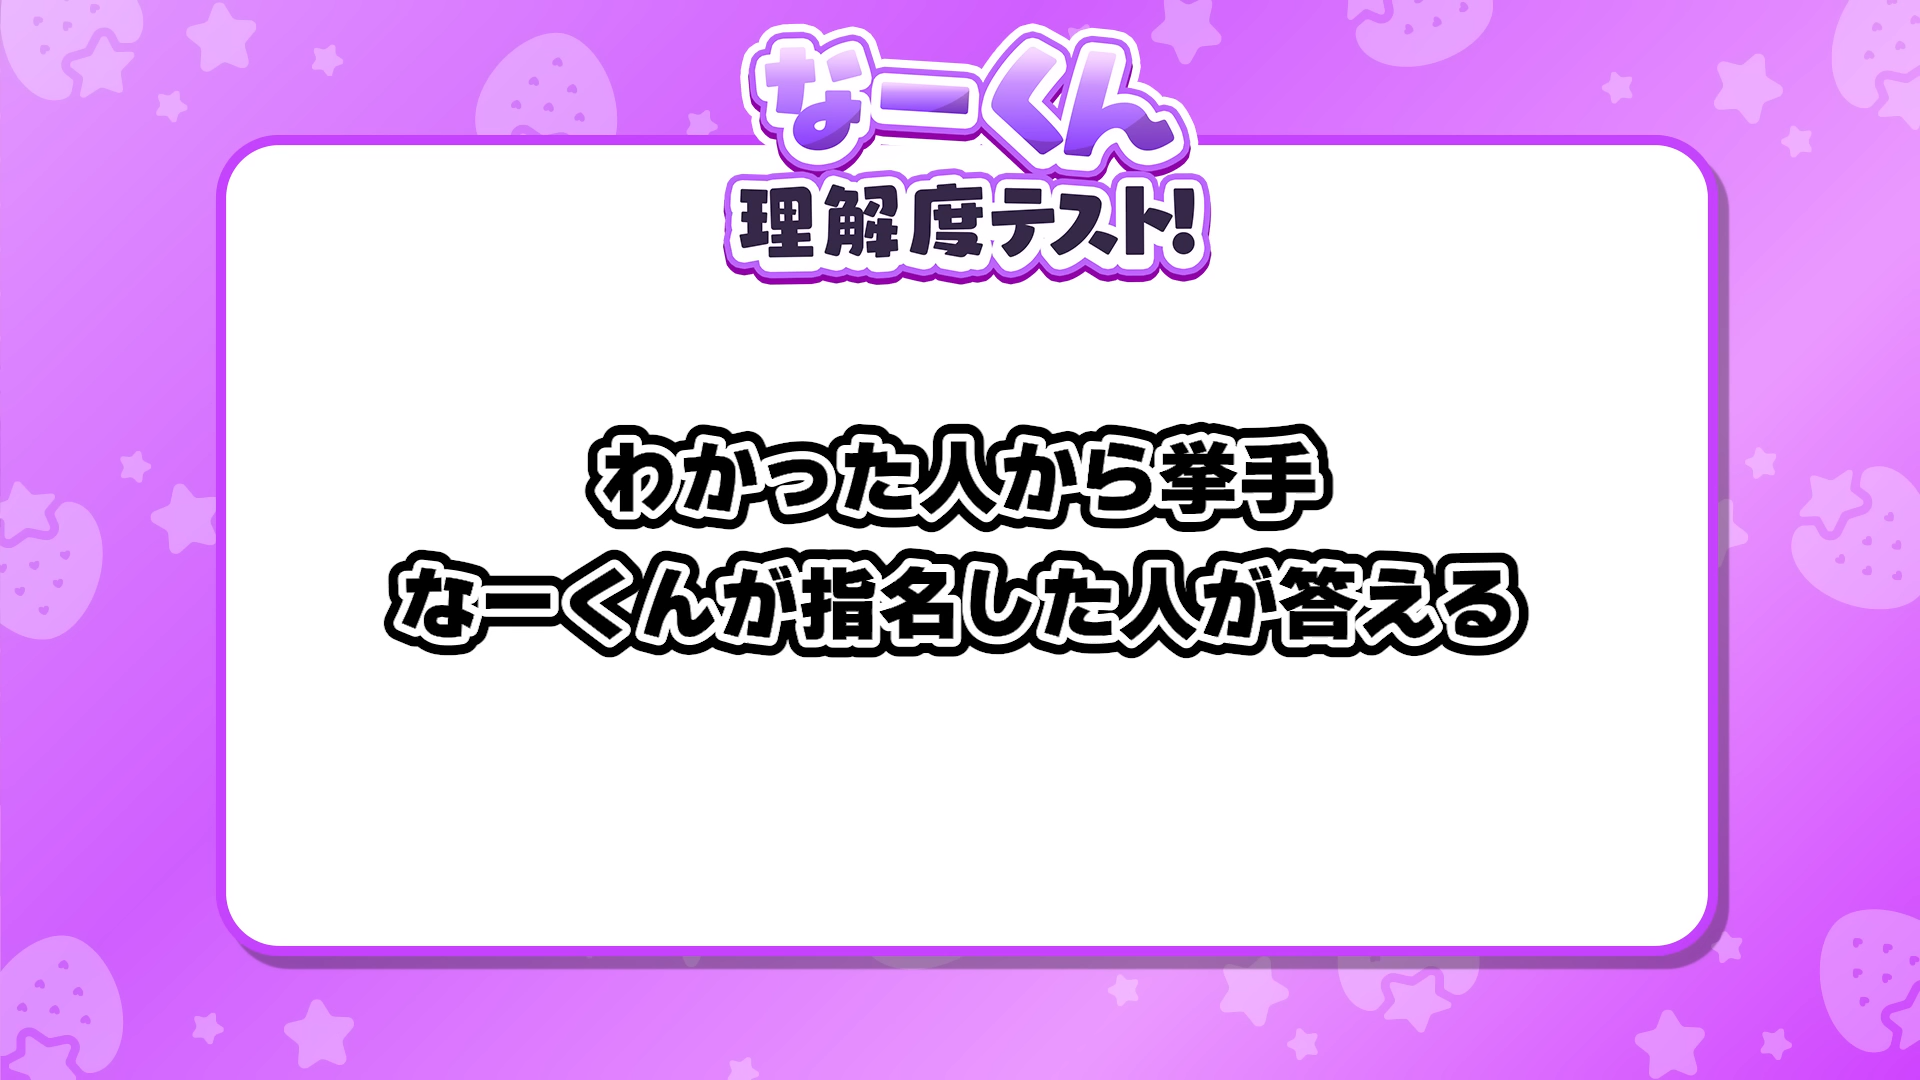 なーくん
理解度テスト!
わかった人から挙手
なーくんが指名した人が答える